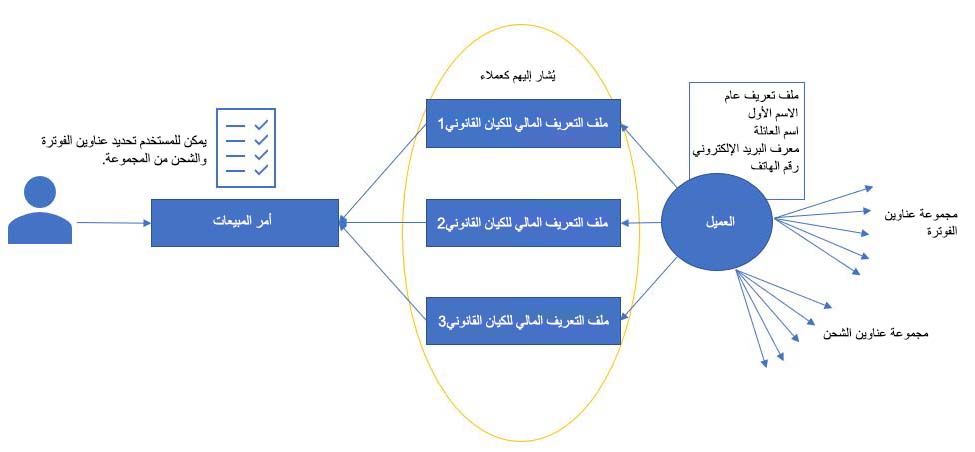 يُشار إليهم كعملاء
ملف التعريف المالي للكيان القانوني1
ملف التعريف المالي للكيان القانوني2
ملف التعريف المالي للكيان القانوني3
ملف تعريف عام
الاسم الأول
اسم العائلة
معرف البريد الإلكتروني
رقم الهاتف
العميل
مجموعة عناوين
الفوترة
مجموعة عناوين الشحن
يمكن للمستخدم تحديد عناوين الفوترة
والشحن من المجموعة.
أمر المبيعات